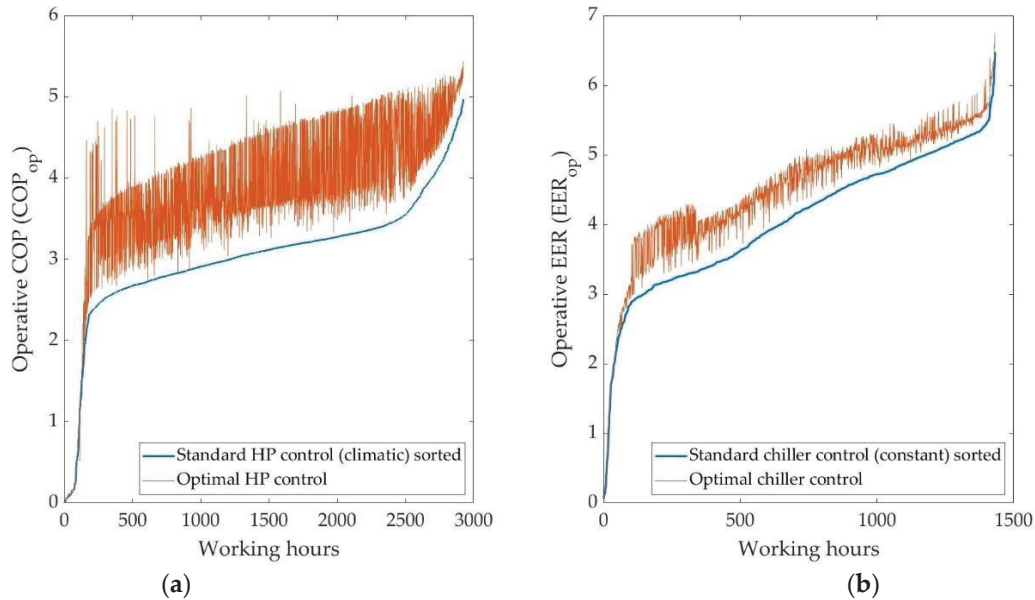 6
5
4
3
2
1
0
Operative COP (COPop)
Standard HP control (climatic) sorted
Optimal HP control
0 500 1000 1500 2000 2500 3000
Working hours
(a)
7
6
5
4
3
2
1
0
Operative EER (EERop)
Standard chiller control (constant) sorted
Optimal chiller control
0 500 1000 1500
Working hours
(b)